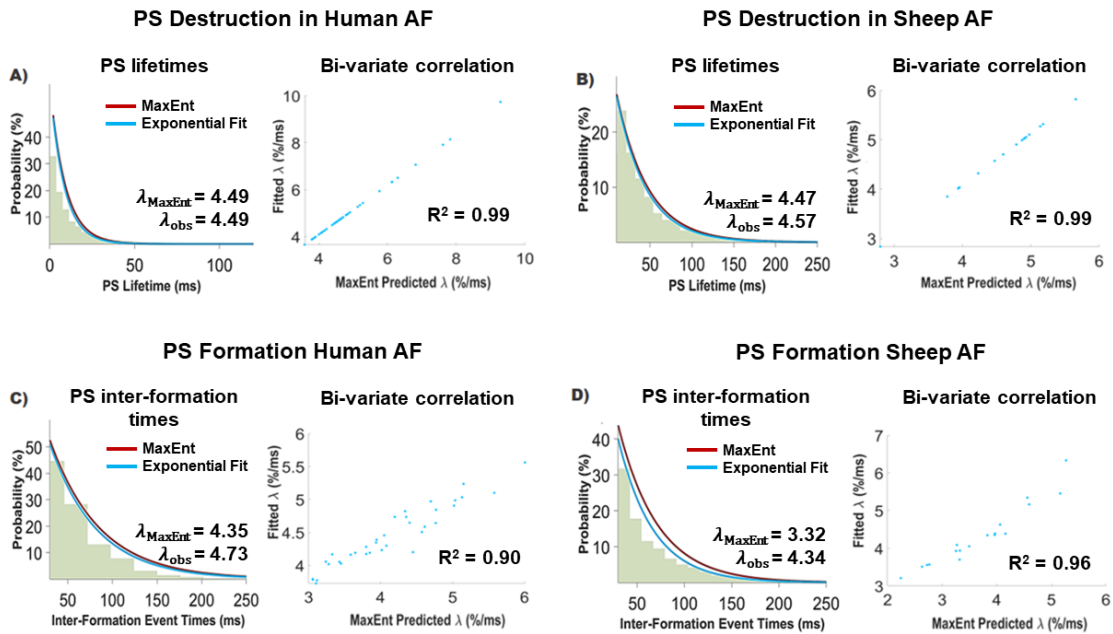 PS Destruction in Human AF
PS Destruction in Sheep AF
A)
PS lifetimes
Bi-variate correlation
Probability (%)
40
30
20
10
0
50
100
PS Lifetime (ms)
MaxEnt
Exponential Fit
λMaxEnt = 4.49
λobs = 4.49
Fitted λ (%/ms)
10
8
6
4
4
5
6
7
8
9
10
MaxEnt Predicted λ (%/ms)
R² = 0.99
B)
PS lifetimes
Bi-variate correlation
Probability (%)
20
10
50
100
150
200
250
PS Lifetime (ms)
MaxEnt
Exponential Fit
λMaxEnt = 4.47
λobs = 4.57
Fitted λ (%/ms)
6
5
4
3
3
4
5
6
MaxEnt Predicted λ (%/ms)
R² = 0.99
PS Formation Human AF
PS Formation Sheep AF
C)
PS inter-formation
times
Bi-variate correlation
Probability (%)
50
40
30
20
10
50
100
150
200
250
Inter-Formation Event Times (ms)
MaxEnt
Exponential Fit
λMaxEnt = 4.35
λobs = 4.73
Fitted λ (%/ms)
6
5.5
5
4.5
4
3
4
5
6
MaxEnt Predicted λ (%/ms)
R² = 0.90
D)
PS inter-formation
times
Bi-variate correlation
Probability (%)
40
30
20
10
50
100
150
200
250
Inter-Formation Event Times (ms)
MaxEnt
Exponential Fit
λMaxEnt = 3.32
λobs = 4.34
Fitted λ (%/ms)
7
6
5
4
3
2
3
4
5
6
MaxEnt Predicted λ (%/ms)
R² = 0.96